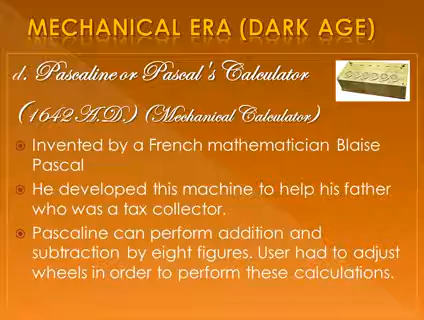 MECHANICAL ERA (DARK AGE)
d. Pascaline or Pascal's Calculator
(1642 A.D.) (Mechanical Calculator)
Invented by a French mathematician Blaise
Pascal
He developed this machine to help his father
who was a tax collector.
Pascaline can perform addition and
subtraction by eight figures. User had to adjust
wheels in order to perform these calculations.